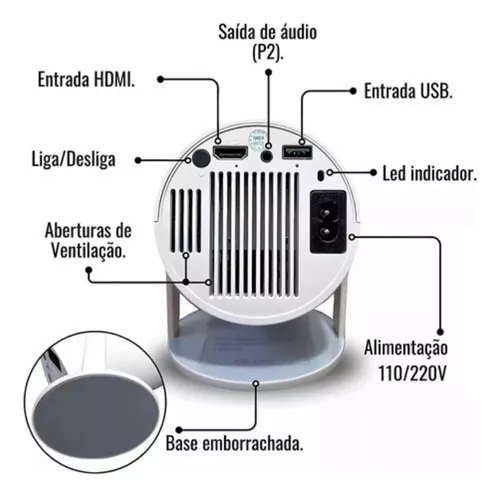 Saída de áudio
(P2).
Entrada HDMI.
Entrada USB.
Liga/Desliga
Led indicador.
Aberturas de
Ventilação.
Alimentação
110/220V
Base emborrachada.